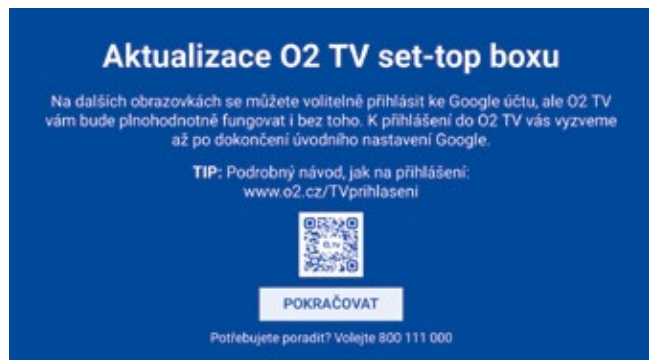 Aktualizace O2 TV set-top boxu
Na dalších obrazovkách se můžete volitelně přihlásit ke Google účtu, ale O2 TV
vám bude plnohodnotně fungovat i bez toho. K přihlášení do O2 TV vás vyzveme
až po dokončení úvodního nastavení Google.
TIP: Podrobný návod, jak na přihlášení:
www.o2.cz/TVprihlaseni
O₂ TV
POKRAČOVAT
Potřebujete poradit? Volejte 800 111 000